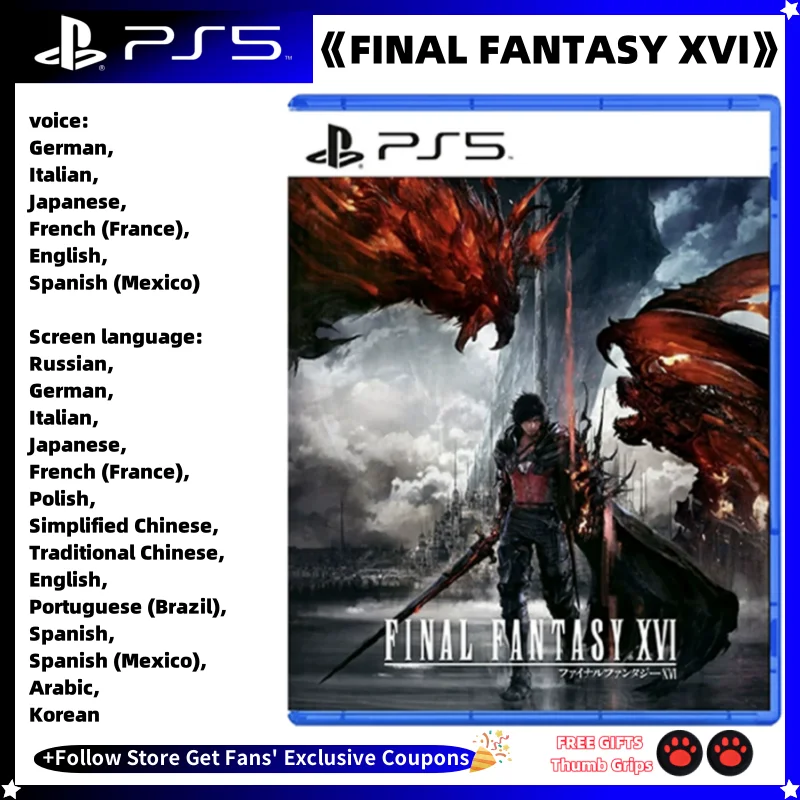 PS5
《FINAL FANTASY XVI》
voice:
German,
Italian,
Japanese,
French (France),
English,
Spanish (Mexico)
Screen language:
Russian,
German,
Italian,
Japanese,
French (France),
Polish,
Simplified Chinese,
Traditional Chinese,
English,
Portuguese (Brazil),
Spanish,
Spanish (Mexico),
Arabic,
Korean
PS5
FINAL FANTASY XVI
ファイナルファンタジーXVI
+Follow Store Get Fans' Exclusive Coupons
FREE GIFTS
Thumb Grips